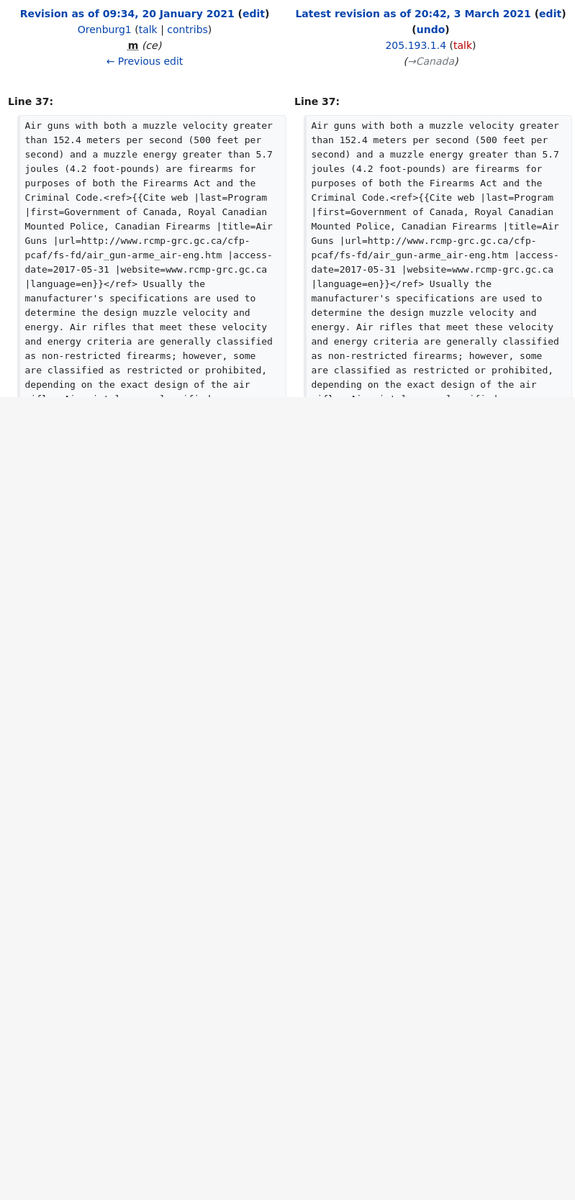 Revision as of 09:34, 20 January 2021 (edit)
Orenburg1 (talk | contribs)
m (ce)
← Previous edit
Latest revision as of 20:42, 3 March 2021 (edit)
(undo)
205.193.1.4 (talk)
(→Canada)
Line 37:
Air guns with both a muzzle velocity greater
than 152.4 meters per second (500 feet per
second) and a muzzle energy greater than 5.7
joules (4.2 foot-pounds) are firearms for
purposes of both the Firearms Act and the
Criminal Code.<ref>{{Cite web |last=Program
|first=Government of Canada, Royal Canadian
Mounted Police, Canadian Firearms |title=Air
Guns |url=http://www.rcmp-grc.gc.ca/cfp-
pcaf/fs-fd/air_gun-arme_air-eng.htm |access-
date=2017-05-31 |website=www.rcmp-grc.gc.ca
|language=en}}</ref> Usually the
manufacturer's specifications are used to
determine the design muzzle velocity and
energy. Air rifles that meet these velocity
and energy criteria are generally classified
as non-restricted firearms; however, some
are classified as restricted or prohibited,
depending on the exact design of the air
Line 37:
Air guns with both a muzzle velocity greater
than 152.4 meters per second (500 feet per
second) and a muzzle energy greater than 5.7
joules (4.2 foot-pounds) are firearms for
purposes of both the Firearms Act and the
Criminal Code.<ref>{{Cite web |last=Program
|first=Government of Canada, Royal Canadian
Mounted Police, Canadian Firearms |title=Air
Guns |url=http://www.rcmp-grc.gc.ca/cfp-
pcaf/fs-fd/air_gun-arme_air-eng.htm |access-
date=2017-05-31 |website=www.rcmp-grc.gc.ca
|language=en}}</ref> Usually the
manufacturer's specifications are used to
determine the design muzzle velocity and
energy. Air rifles that meet these velocity
and energy criteria are generally classified
as non-restricted firearms; however, some
are classified as restricted or prohibited,
depending on the exact design of the air